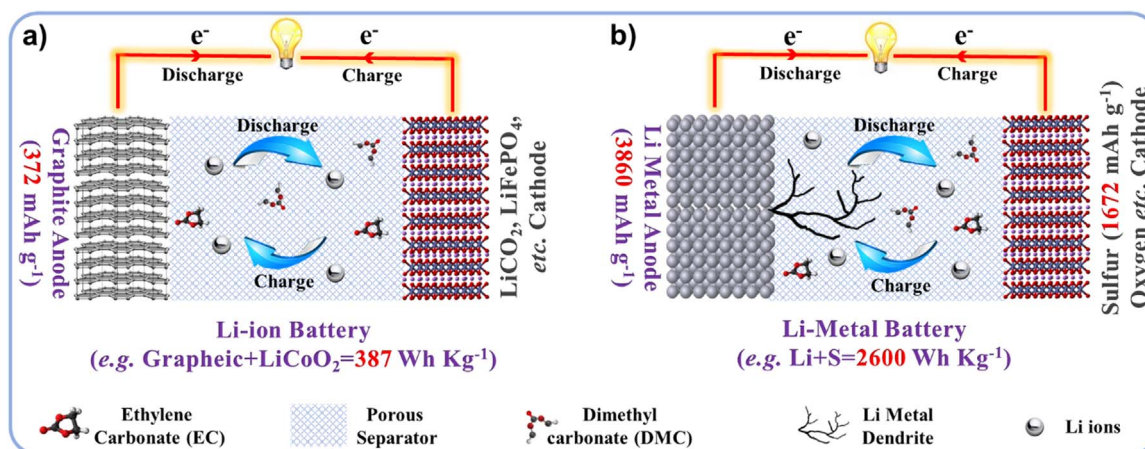 a)
e-
e-
Discharge
Charge
Graphite Anode
(372 mAh g-1)
Discharge
Charge
LiCO2, LiFePO4,
etc. Cathode
Li-ion Battery
(e.g. Grapheic+LiCoO2=387 Wh Kg-1)
b)
e-
e-
Discharge
Charge
Li Metal Anode
(3860 mAh g-1)
Discharge
Charge
Sulfur (1672 mAh g-1)
Oxygen etc. Cathode
Li-Metal Battery
(e.g. Li+S=2600 Wh Kg-1)
Ethylene
Carbonate (EC)
Porous
Separator
Dimethyl
carbonate (DMC)
Li Metal
Dendrite
Li ions